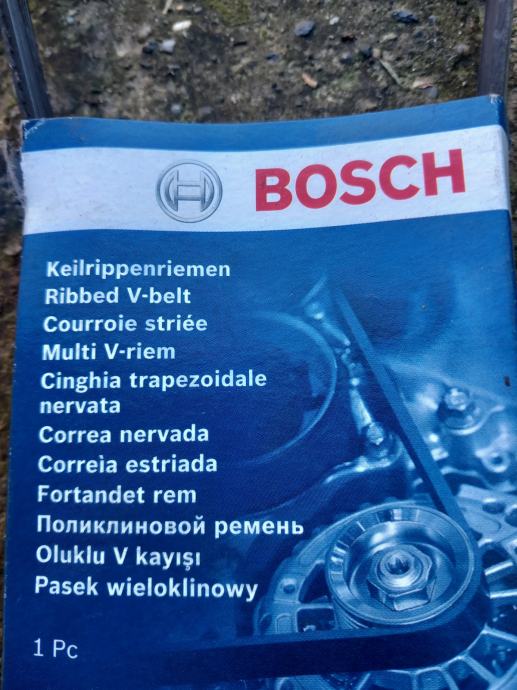 BOSCH
Keilrippenriemen
Ribbed V-belt
Courroie striée
Multi V-riem
Cinghia trapezoidale
nervata
Correa nervada
Correia estriada
Fortandet rem
Поликлиновой ремень
Oluklu V kayışı
Pasek wieloklinowy
1 Pc